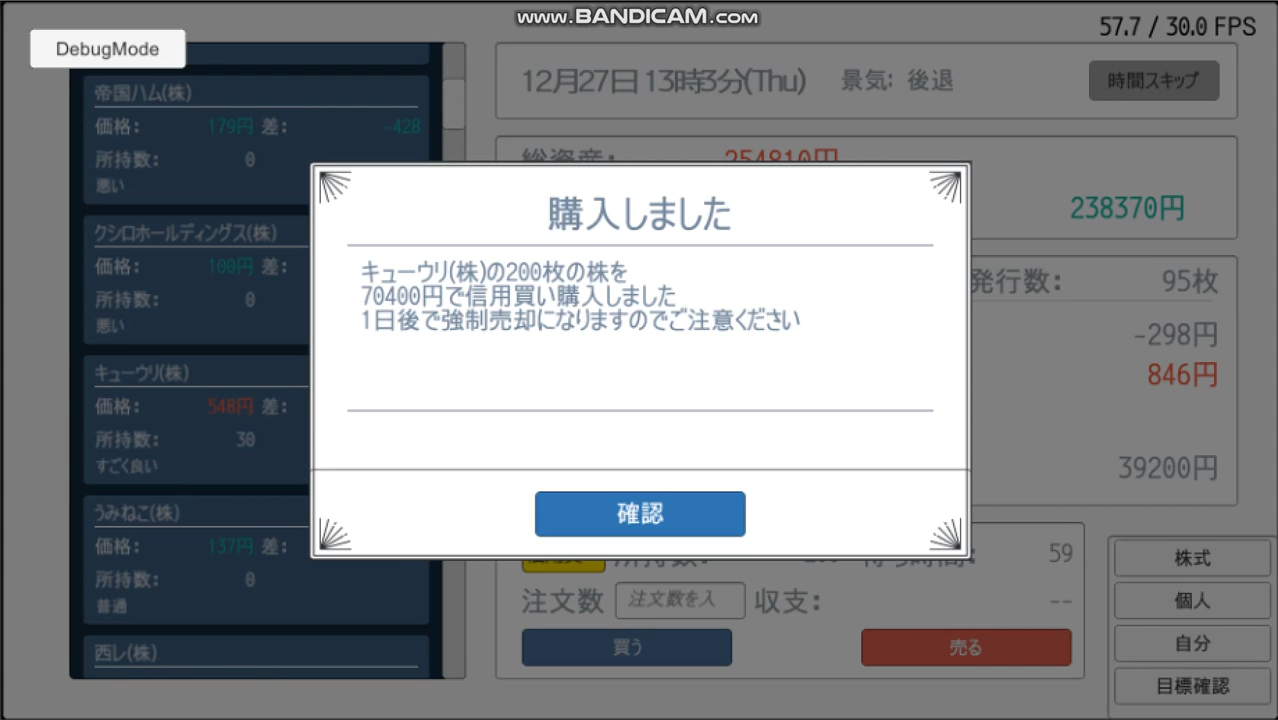 www.BANDICAM.com
57.7 / 30.0 FPS
DebugMode
12月27日 13時3分(Thu) 景気: 後退
時間スキップ
帝国ハム(株)
価格: 179円 差: -428
所持数: 0
悪い
総資産: 254810円
238370円
クシロホールディングス(株)
価格: 100円 差:
所持数: 0
悪い
キューウリ(株)
価格: 548円 差:
所持数: 30
すごく良い
うみねこ(株)
価格: 137円 差:
所持数: 0
普通
西レ(株)
購入しました
キューウリ(株)の200枚の株を
70400円で信用買い購入しました
1日後で強制売却になりますのでご注意ください
確認
発行数: 95枚
-298円
846円
39200円
所持数: 待ち時間: 59
注文数 注文数を入 収支: --
買う
売る
株式
個人
自分
目標確認